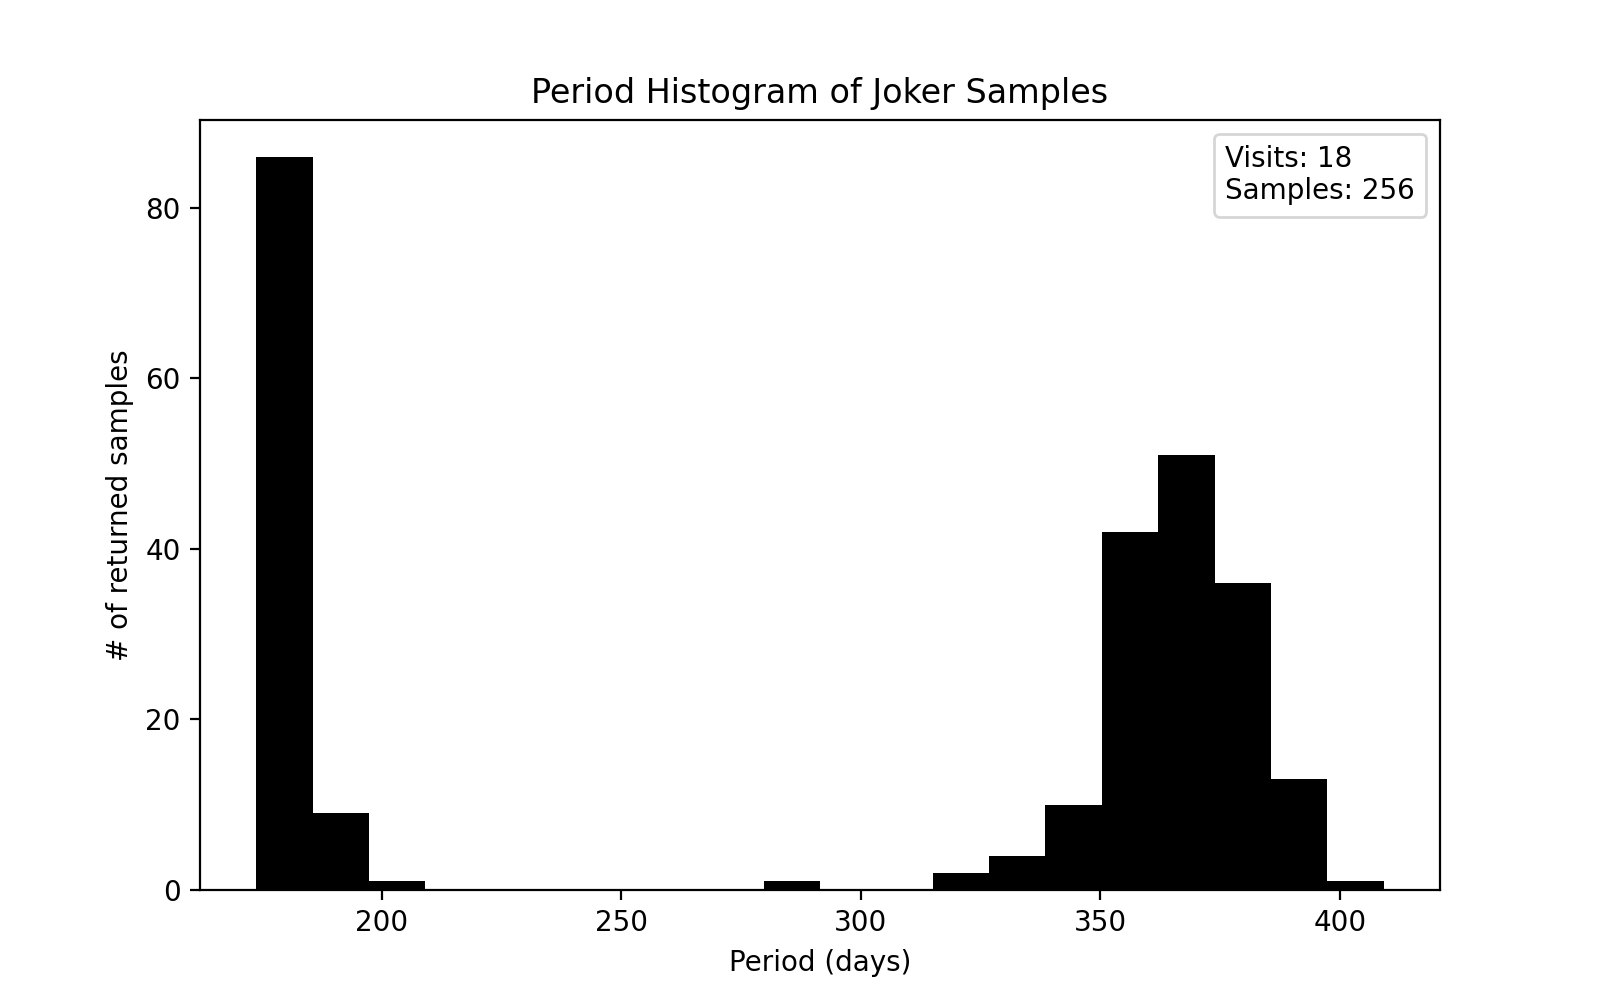 Period Histogram of Joker Samples
Visits: 18
Samples: 256
# of returned samples
80
60
40
20
0
200
250
300
350
400
Period (days)